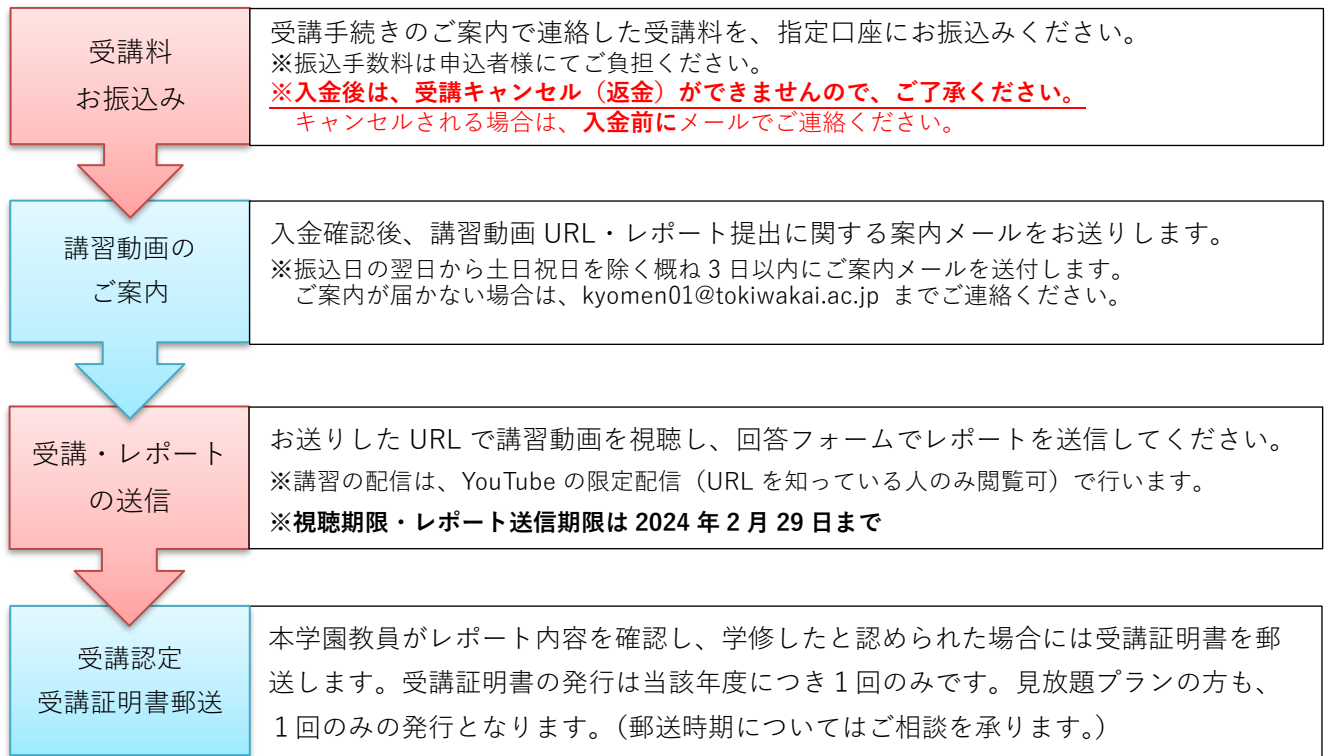 受講料
お振込み
受講手続きのご案内で連絡した受講料を、指定口座にお振込みください。
※振込手数料は申込者様にてご負担ください。
※入金後は、受講キャンセル（返金）ができませんので、ご了承ください。
キャンセルされる場合は、入金前にメールでご連絡ください。
講習動画の
ご案内
入金確認後、講習動画 URL・レポート提出に関する案内メールをお送りします。
※振込日の翌日から土日祝日を除く概ね 3 日以内にご案内メールを送付します。
ご案内が届かない場合は、kyomen01@tokiwakai.ac.jp までご連絡ください。
受講・レポート
の送信
お送りした URL で講習動画を視聴し、回答フォームでレポートを送信してください。
※講習の配信は、YouTube の限定配信（URL を知っている人のみ閲覧可）で行います。
※視聴期限・レポート送信期限は 2024 年 2 月 29 日まで
受講認定
受講証明書郵送
本学園教員がレポート内容を確認し、学修したと認められた場合には受講証明書を郵
送します。受講証明書の発行は当該年度につき１回のみです。見放題プランの方も、
１回のみの発行となります。（郵送時期についてはご相談を承ります。）